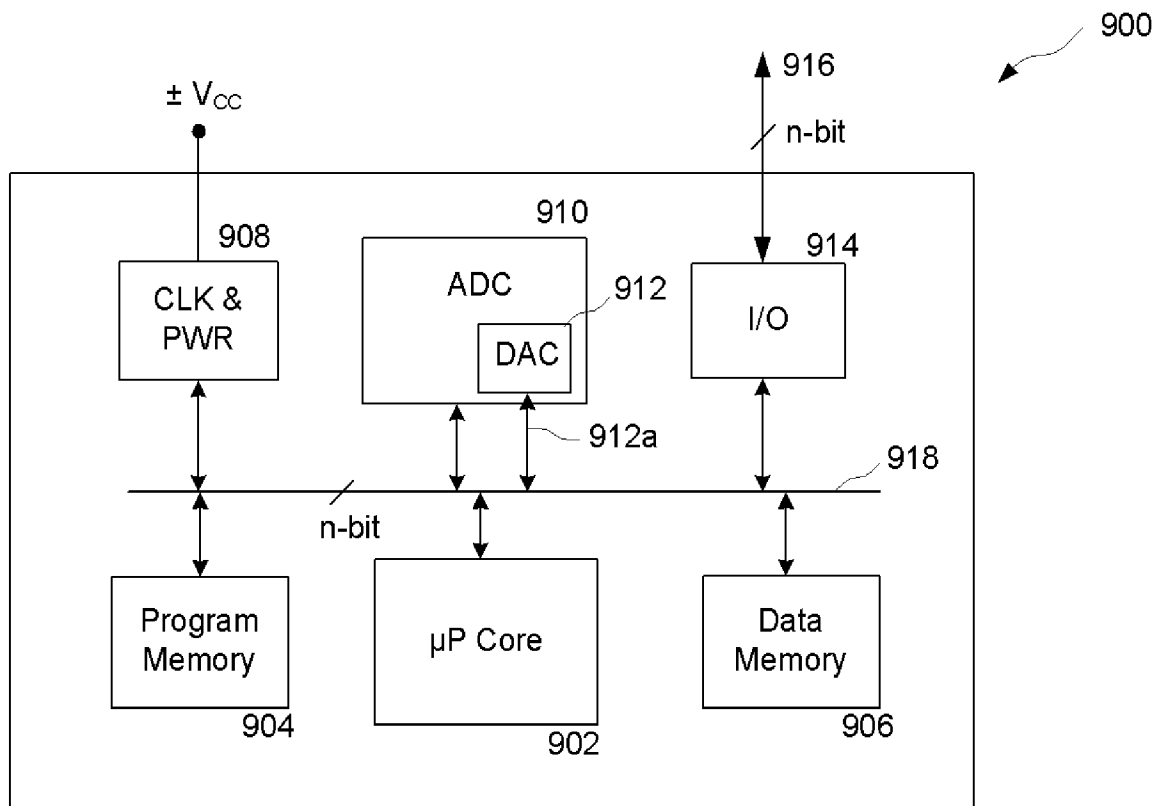 900
916
± VCC
n-bit
908
CLK &
PWR
910
ADC
912
DAC
914
I/O
912a
918
n-bit
Program
Memory
904
µP Core
902
Data
Memory
906